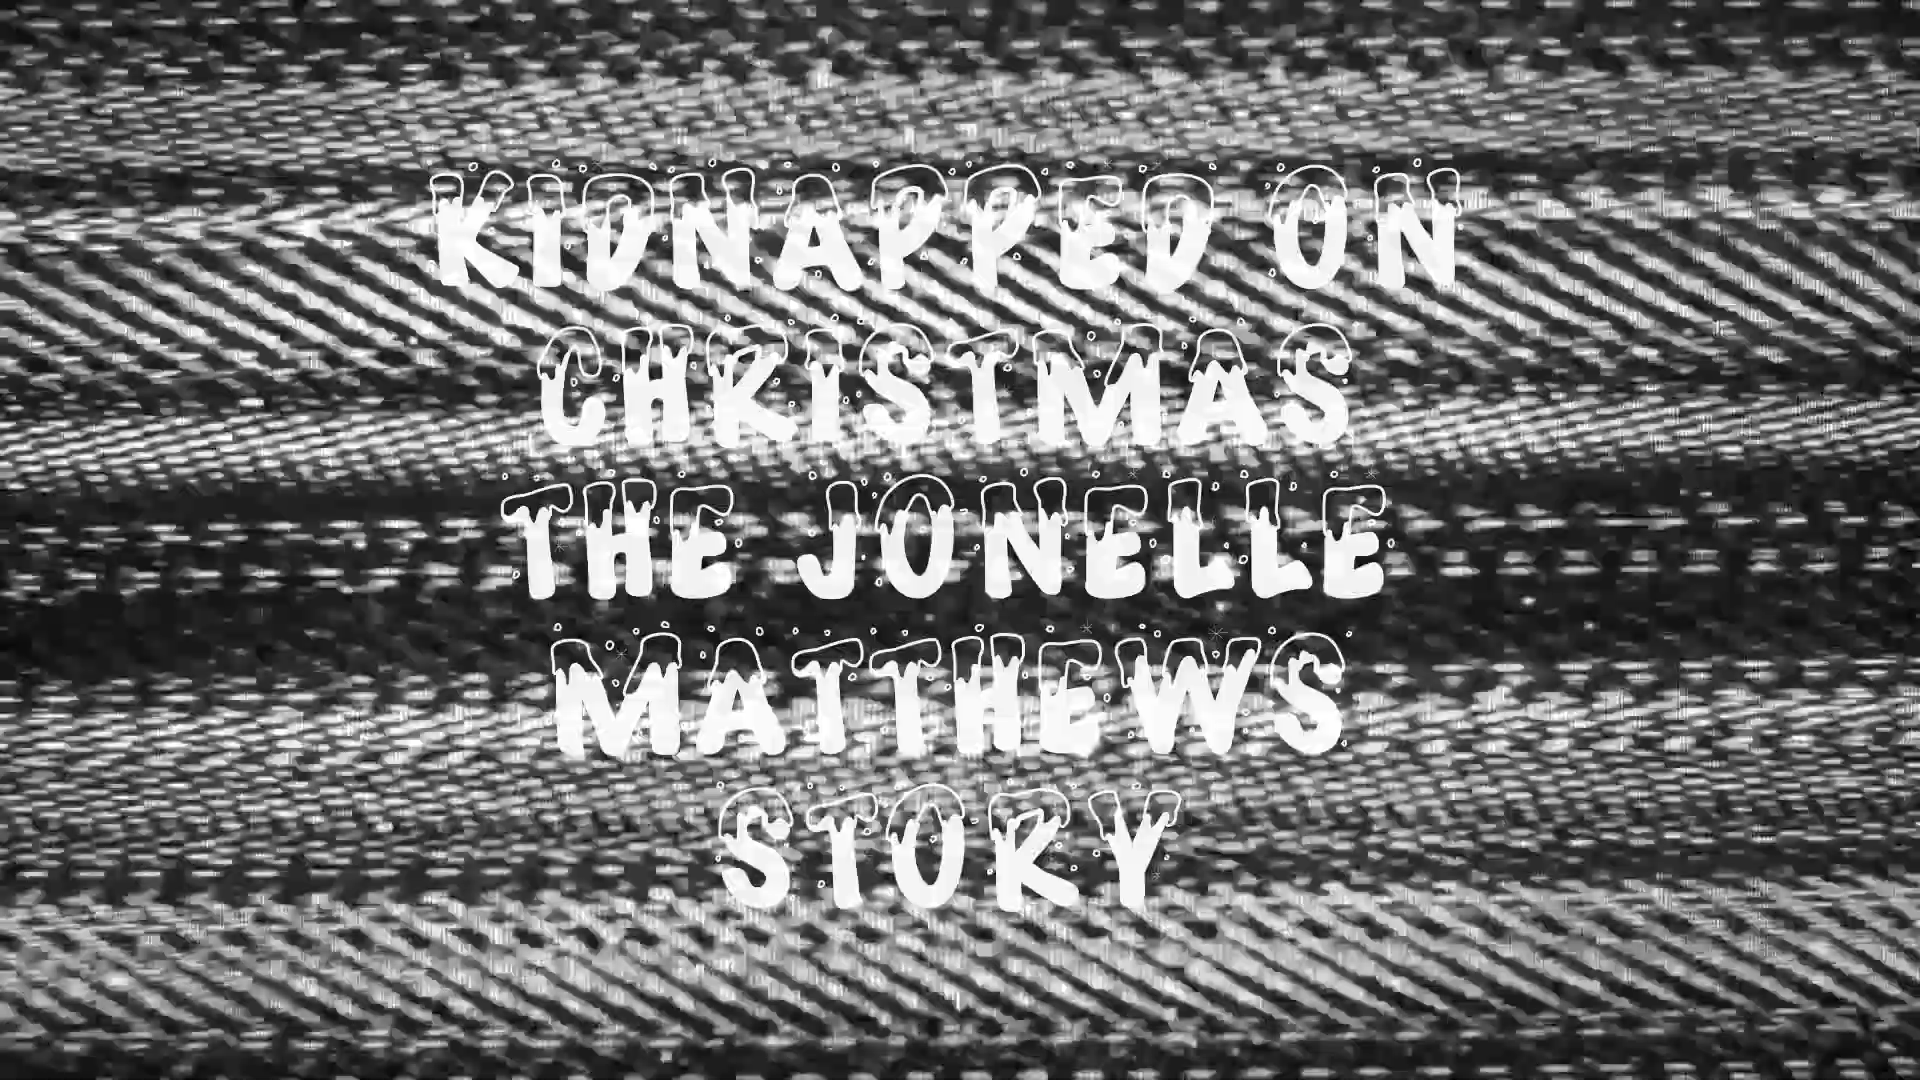 KIDNAPPED ON
CHRISTMAS
THE JONELLE
MATTHEWS
STORY